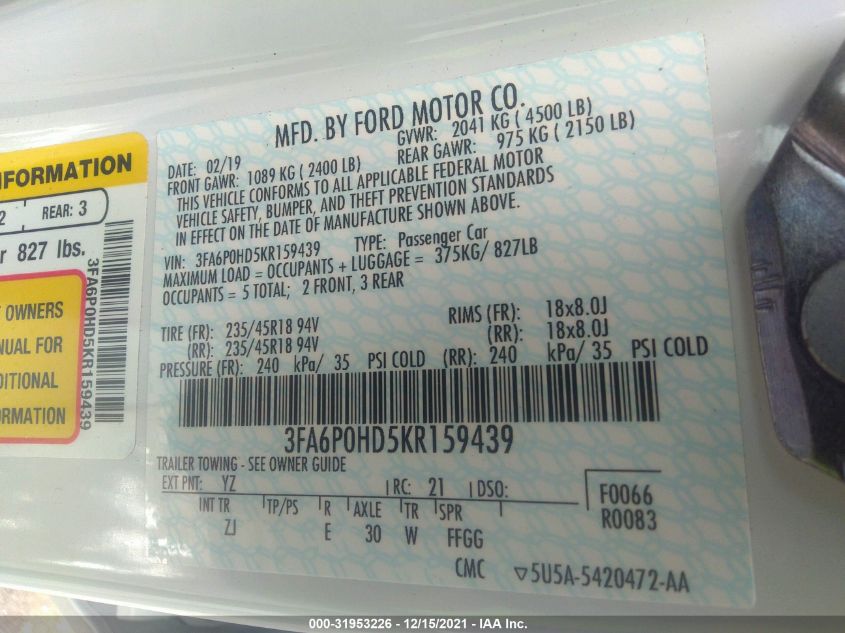 NFORMATION
2 REAR: 3
r 827 lbs.
3FA6P0HD5KR159439
T OWNERS
NUAL FOR
DITIONAL
ORMATION
MFD. BY FORD MOTOR CO.
DATE: 02/19 GVWR: 2041 KG ( 4500 LB)
FRONT GAWR: 1089 KG ( 2400 LB) REAR GAWR: 975 KG ( 2150 LB)
THIS VEHICLE CONFORMS TO ALL APPLICABLE FEDERAL MOTOR
VEHICLE SAFETY, BUMPER, AND THEFT PREVENTION STANDARDS
IN EFFECT ON THE DATE OF MANUFACTURE SHOWN ABOVE.
VIN: 3FA6P0HD5KR159439 TYPE: Passenger Car
MAXIMUM LOAD = OCCUPANTS + LUGGAGE = 375KG/ 827LB
OCCUPANTS = 5 TOTAL; 2 FRONT, 3 REAR
TIRE (FR): 235/45R18 94V RIMS (FR): 18x8.0J
(RR): 235/45R18 94V (RR): 18x8.0J
PRESSURE (FR): 240 kPa/ 35 PSI COLD (RR): 240 kPa/ 35 PSI COLD
3FA6P0HD5KR159439
TRAILER TOWING - SEE OWNER GUIDE
EXT PNT: YZ RC: 21 DSO: F0066
INT TR TP/PS R AXLE TR SPR R0083
ZJ E 30 W FFGG
CMC ▽5U5A-5420472-AA
000-31953226 - 12/15/2021 - IAA Inc.